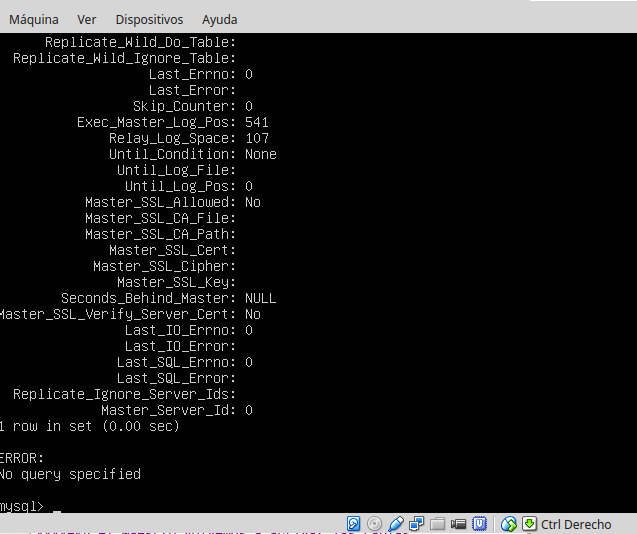 Máquina Ver Dispositivos Ayuda
Replicate_Wild_Do_Table:
Replicate_Wild_Ignore_Table:
Last_Errno: 0
Last_Error:
Skip_Counter: 0
Exec_Master_Log_Pos: 541
Relay_Log_Space: 107
Until_Condition: None
Until_Log_File:
Until_Log_Pos: 0
Master_SSL_Allowed: No
Master_SSL_CA_File:
Master_SSL_CA_Path:
Master_SSL_Cert:
Master_SSL_Cipher:
Master_SSL_Key:
Seconds_Behind_Master: NULL
Master_SSL_Verify_Server_Cert: No
Last_IO_Errno: 0
Last_IO_Error:
Last_SQL_Errno: 0
Last_SQL_Error:
Replicate_Ignore_Server_Ids:
Master_Server_Id: 0
1 row in set (0.00 sec)
ERROR:
No query specified
mysql> _
Ctrl Derecho